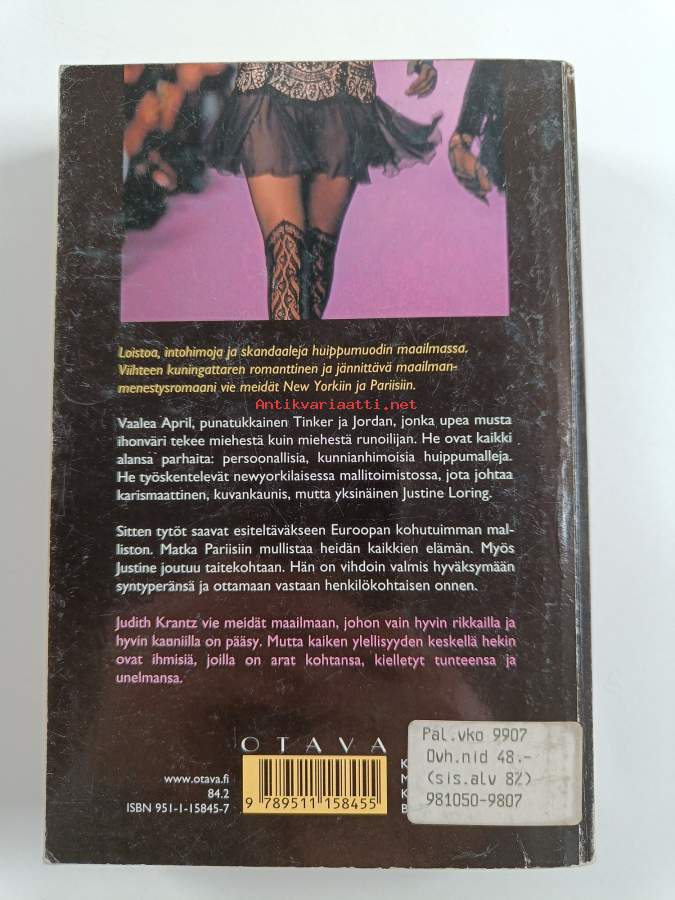 Loistoa, intohimoja ja skandaaleja huippumuodin maailmassa.
Viihteen kuningattaren romanttinen ja jännittävä maailman-
menestysromaani vie meidät New Yorkiin ja Pariisiin.
Antikvariaatti.net
Vaalea April, punatukkainen Tinker ja Jordan, jonka upea musta
ihonväri tekee miehestä kuin miehestä runoilijan. He ovat kaikki
alansa parhaita: persoonallisia, kunnianhimoisia huippumalleja.
He työskentelevät newyorkilaisessa mallitoimistossa, jota johtaa
karismaattinen, kuvankaunis, mutta yksinäinen Justine Loring.
Sitten tytöt saavat esiteltäväkseen Euroopan kohutuimman mal-
liston. Matka Pariisiin mullistaa heidän kaikkien elämän. Myös
Justine joutuu taitekohtaan. Hän on vihdoin valmis hyväksymään
syntyperänsä ja ottamaan vastaan henkilökohtaisen onnen.
Judith Krantz vie meidät maailmaan, johon vain hyvin rikkailla ja
hyvin kauniilla on pääsy. Mutta kaiken ylellisyyden keskellä hekin
ovat ihmisiä, joilla on arat kohtansa, kielletyt tunteensa ja
unelmansa.
OTAVA
www.otava.fi
84.2
ISBN 951-1-15845-7
9 789511 158455
K
M
K
B
Pal.vko 9907
Ovh.nid 48.-
(sis.alv 8%)
981050-9807